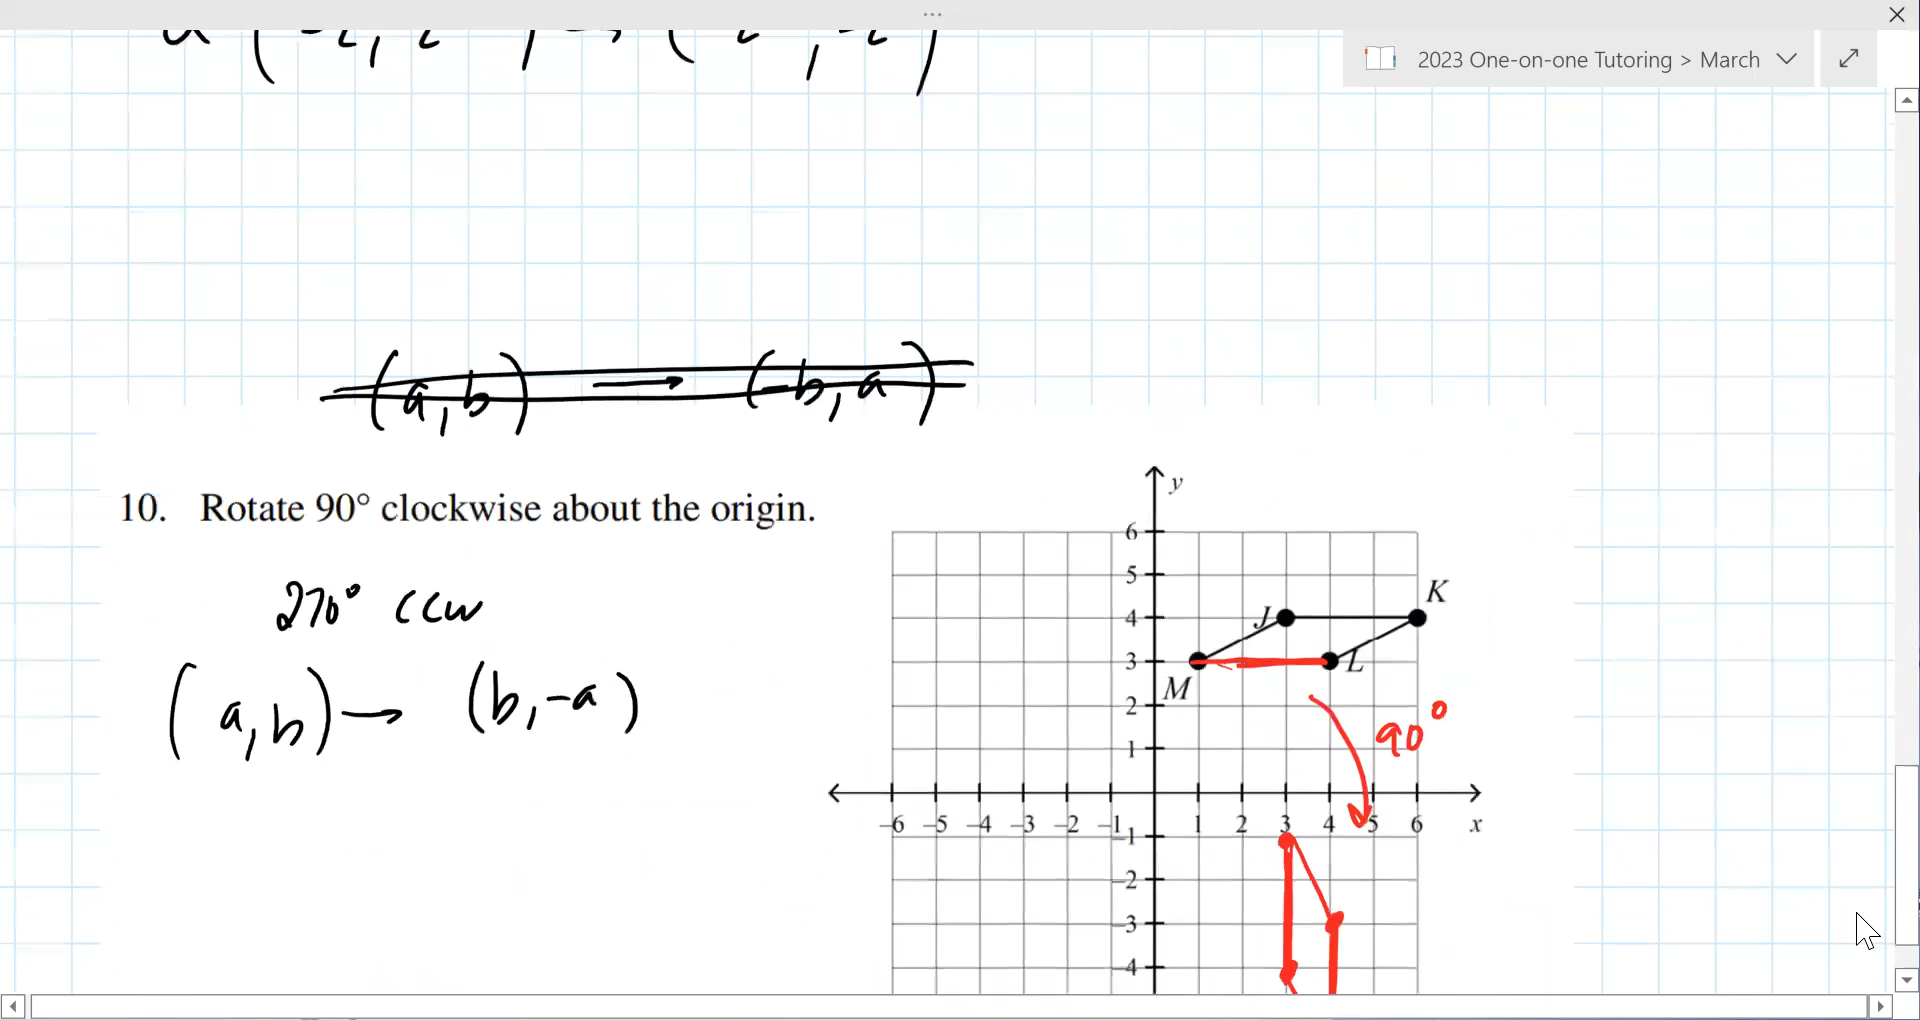 ...
2023 One-on-one Tutoring > March
(a, b) → (-b, a)
10. Rotate 90° clockwise about the origin.
270° ccw
(a, b) → (b, -a)
y
6
5
4
3
2
1
J
K
L
M
90°
-6 -5 -4 -3 -2 -1 1 2 3 4 5 6 x
-1
-2
-3
-4